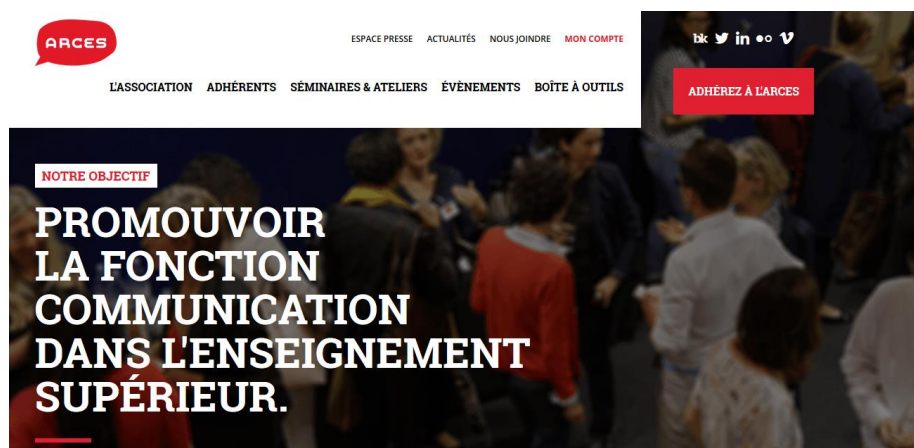 ARCES
ESPACE PRESSE ACTUALITÉS NOUS JOINDRE MON COMPTE
L'ASSOCIATION ADHÉRENTS SÉMINAIRES & ATELIERS ÉVÈNEMENTS BOÎTE À OUTILS
ADHÉREZ À L'ARCES
NOTRE OBJECTIF
PROMOUVOIR
LA FONCTION
COMMUNICATION
DANS L'ENSEIGNEMENT
SUPÉRIEUR.